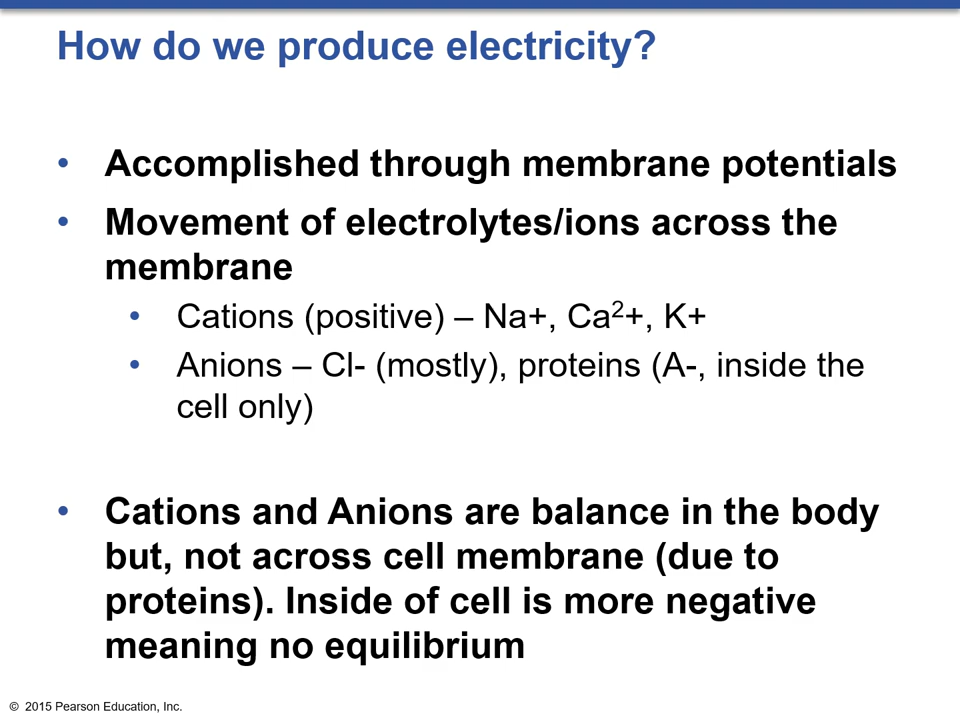 How do we produce electricity?
• Accomplished through membrane potentials
• Movement of electrolytes/ions across the
membrane
• Cations (positive) – Na+, Ca²+, K+
• Anions – Cl- (mostly), proteins (A-, inside the
cell only)
• Cations and Anions are balance in the body
but, not across cell membrane (due to
proteins). Inside of cell is more negative
meaning no equilibrium
© 2015 Pearson Education, Inc.